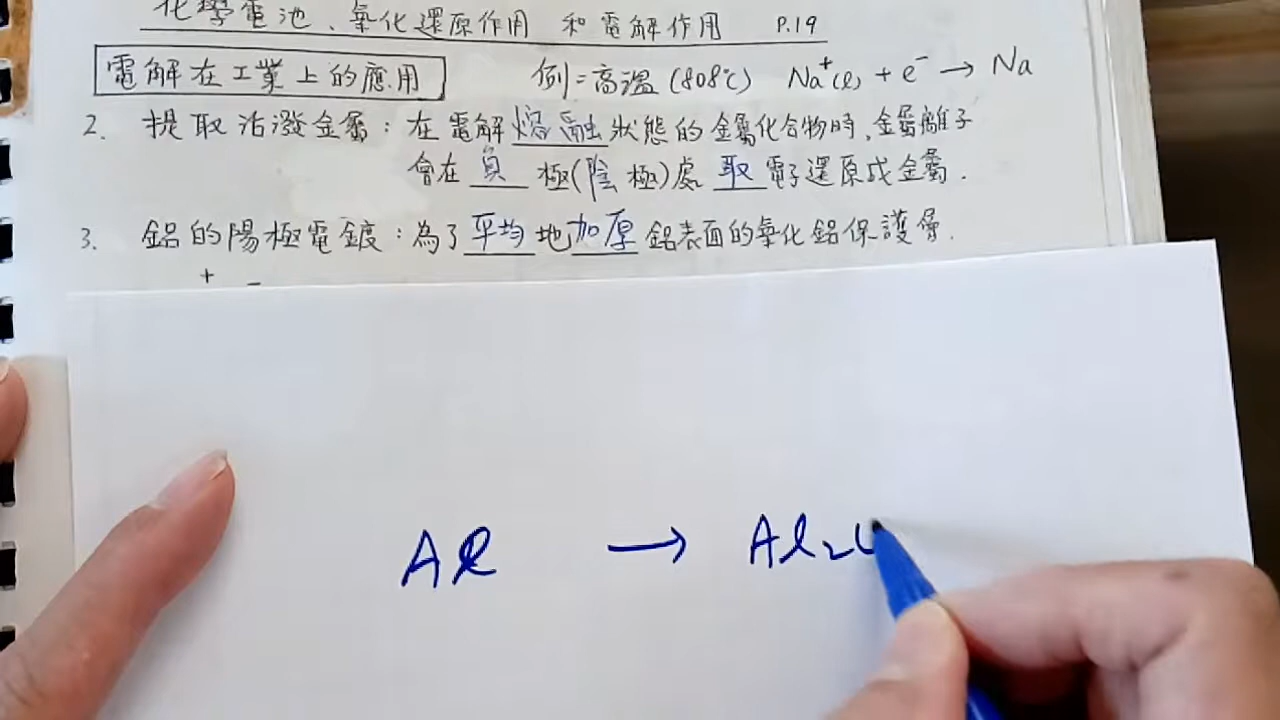 化學電池、氧化還原作用 和電解作用 P.19
電解在工業上的應用 例=高溫(808℃) Na⁺(l) + e⁻ → Na
2. 提取活潑金屬：在電解熔融狀態的金屬化合物時，金屬離子
會在 負 極(陰極)處 取 電子還原成金屬.
3. 鋁的陽極電鍍：為了平均地加厚鋁表面的氧化鋁保護層.
+ −
Al → Al₂